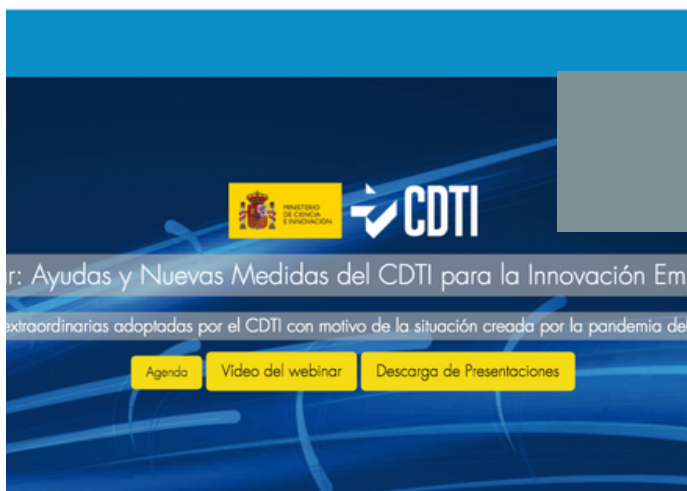 MINISTERIO
DE CIENCIA
E INNOVACIÓN
CDTI
r: Ayudas y Nuevas Medidas del CDTI para la Innovación Em
extraordinarias adoptadas por el CDTI con motivo de la situación creada por la pandemia de
Agenda
Vídeo del webinar
Descarga de Presentaciones